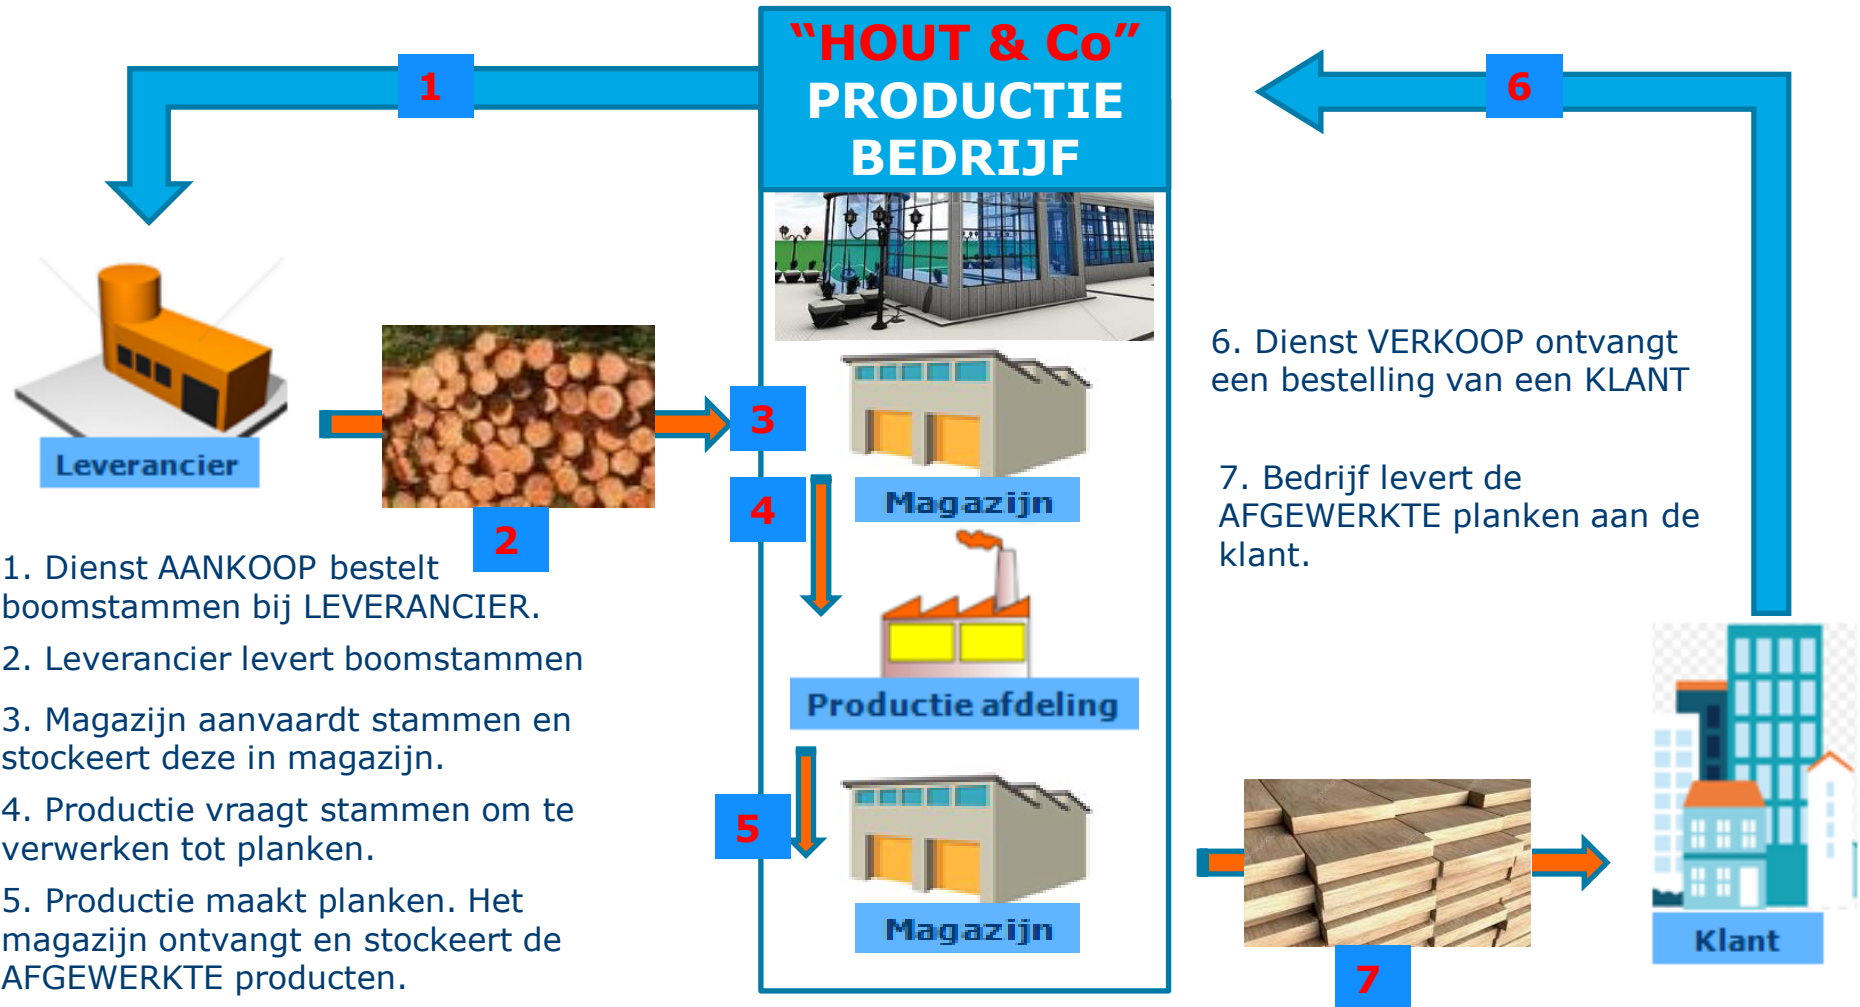 “HOUT & Co”
PRODUCTIE
BEDRIJF
1
6
Leverancier
2
3
Magazijn
4
Productie afdeling
5
Magazijn
7
Klant
1. Dienst AANKOOP bestelt
boomstammen bij LEVERANCIER.
2. Leverancier levert boomstammen
3. Magazijn aanvaardt stammen en
stockeert deze in magazijn.
4. Productie vraagt stammen om te
verwerken tot planken.
5. Productie maakt planken. Het
magazijn ontvangt en stockeert de
AFGEWERKTE producten.
6. Dienst VERKOOP ontvangt
een bestelling van een KLANT
7. Bedrijf levert de
AFGEWERKTE planken aan de
klant.